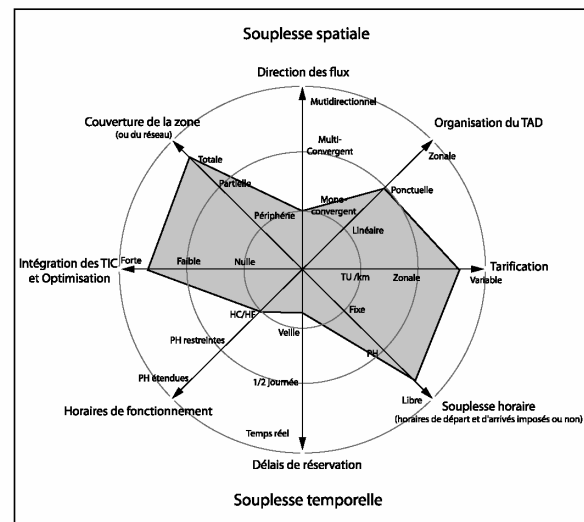 Souplesse spatiale
Direction des flux
Mutidirectionnel
Couverture de la zone
(ou du réseau)
Organisation du TAD
Multi-
Convergent
Zonale
Totale
Partielle
Ponctuelle
Mono-
convergent
Périphérie
Linéaire
Intégration des TIC
et Optimisation
Forte
Faible
Nulle
TU /km
Zonale
Variable
Tarification
HC/HF
Fixe
Veille
PH restreintes
PH
PH étendues
1/2 journée
Libre
Horaires de fonctionnement
Souplesse horaire
(horaires de départ et d'arrivés imposés ou non)
Temps réel
Délais de réservation
Souplesse temporelle